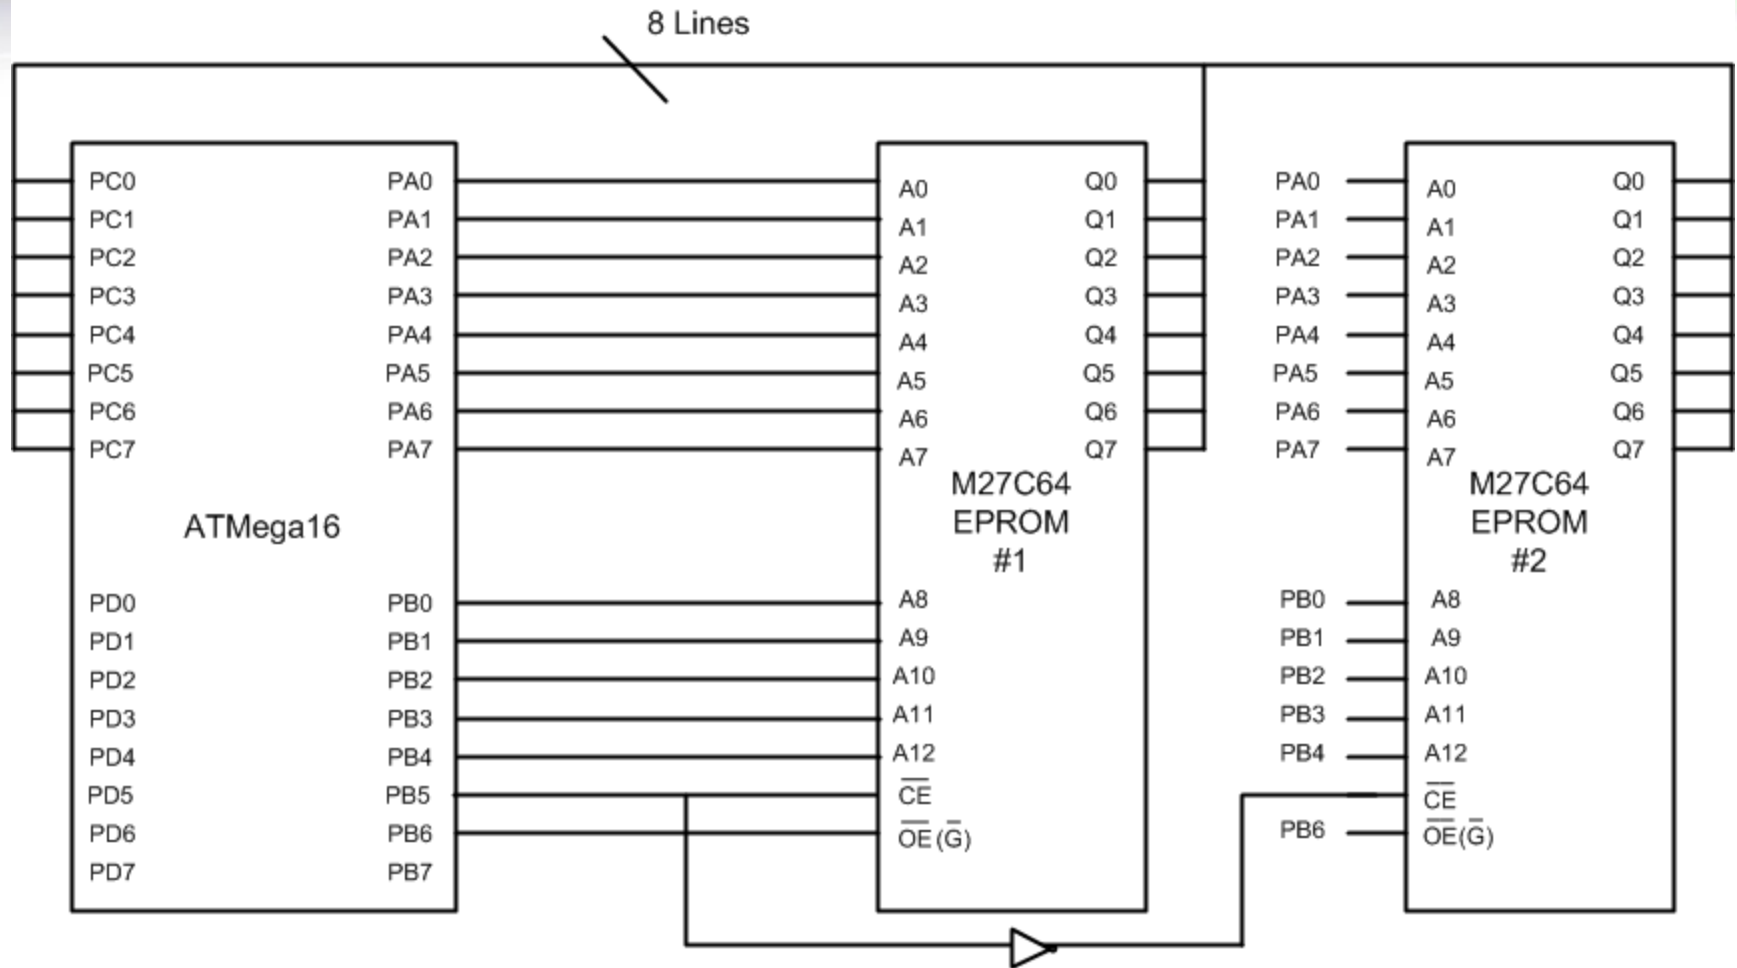 8 Lines
PC0 PA0 A0 Q0 PA0 A0 Q0
PC1 PA1 A1 Q1 PA1 A1 Q1
PC2 PA2 A2 Q2 PA2 A2 Q2
PC3 PA3 A3 Q3 PA3 A3 Q3
PC4 PA4 A4 Q4 PA4 A4 Q4
PC5 PA5 A5 Q5 PA5 A5 Q5
PC6 PA6 A6 Q6 PA6 A6 Q6
PC7 PA7 A7 Q7 PA7 A7 Q7
M27C64 M27C64
ATMega16 EPROM EPROM
#1 #2
PD0 PB0 A8 PB0 A8
PD1 PB1 A9 PB1 A9
PD2 PB2 A10 PB2 A10
PD3 PB3 A11 PB3 A11
PD4 PB4 A12 PB4 A12
PD5 PB5 C̅E̅ C̅E̅
PD6 PB6 O̅E̅(G̅) PB6 O̅E̅(G̅)
PD7 PB7